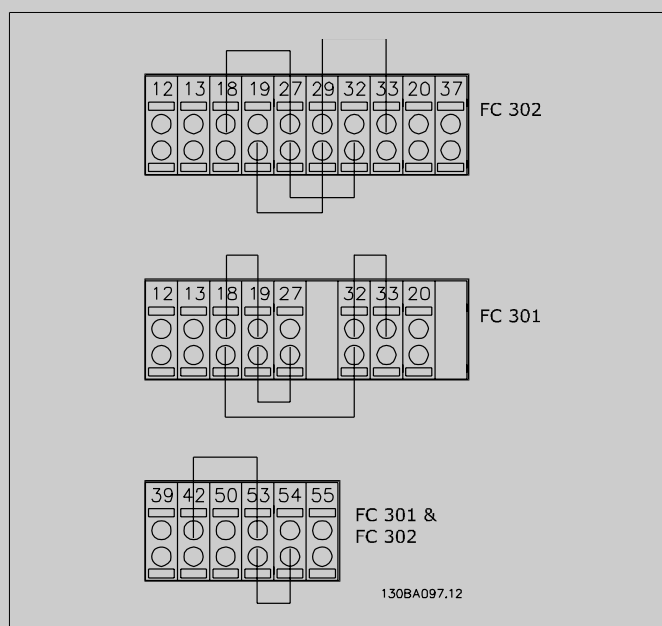 12 13 18 19 27 29 32 33 20 37
FC 302
12 13 18 19 27 32 33 20
FC 301
39 42 50 53 54 55
FC 301 &
FC 302
130BA097.12